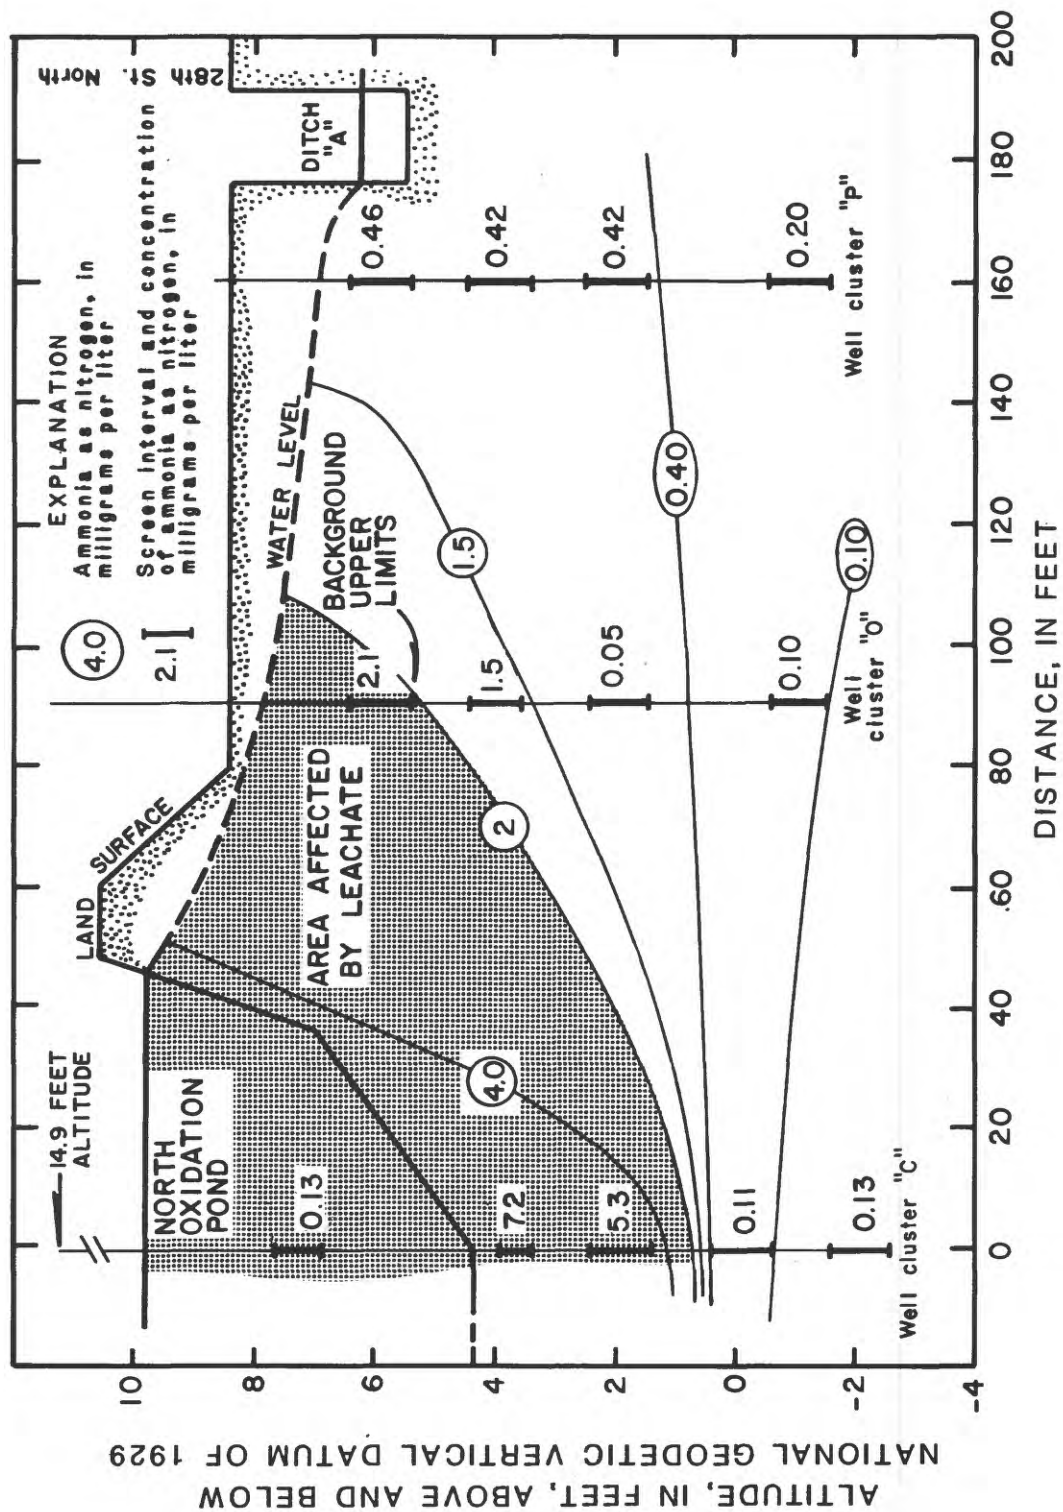 EXPLANATION
4.0
Ammonia as nitrogen, in
milligrams per liter
2.1
Screen interval and concentration
of ammonia as nitrogen, in
milligrams per liter
28th St. North
14.9 FEET
ALTITUDE
LAND SURFACE
NORTH
OXIDATION
POND
AREA AFFECTED
BY LEACHATE
WATER LEVEL
BACKGROUND
UPPER
LIMITS
DITCH
"A"
0.13
7.2
5.3
0.11
0.13
4.0
2
1.5
0.40
0.10
2.1
1.5
0.05
0.10
0.46
0.42
0.42
0.20
Well cluster "C"
Well
cluster "O"
Well cluster "P"
10
8
6
4
2
0
-2
-4
ALTITUDE, IN FEET, ABOVE AND BELOW
NATIONAL GEODETIC VERTICAL DATUM OF 1929
0 20 40 .60 80 100 120 140 160 180 200
DISTANCE, IN FEET